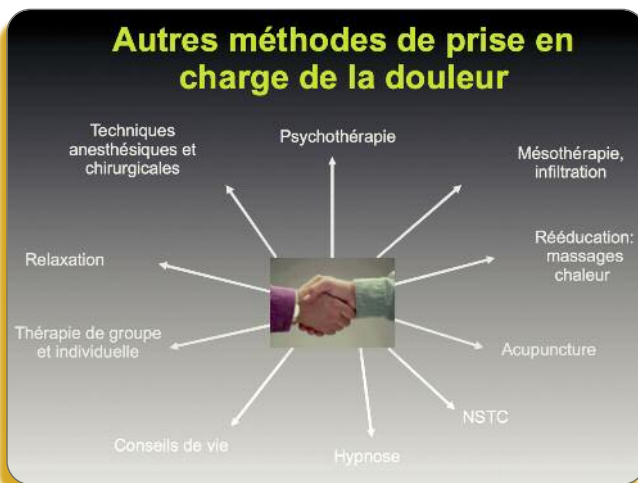 Autres méthodes de prise en
charge de la douleur
Techniques
anesthésiques et
chirurgicales
Psychothérapie
Mésothérapie,
infiltration
Relaxation
Rééducation:
massages
chaleur
Thérapie de groupe
et individuelle
Acupuncture
NSTC
Conseils de vie
Hypnose